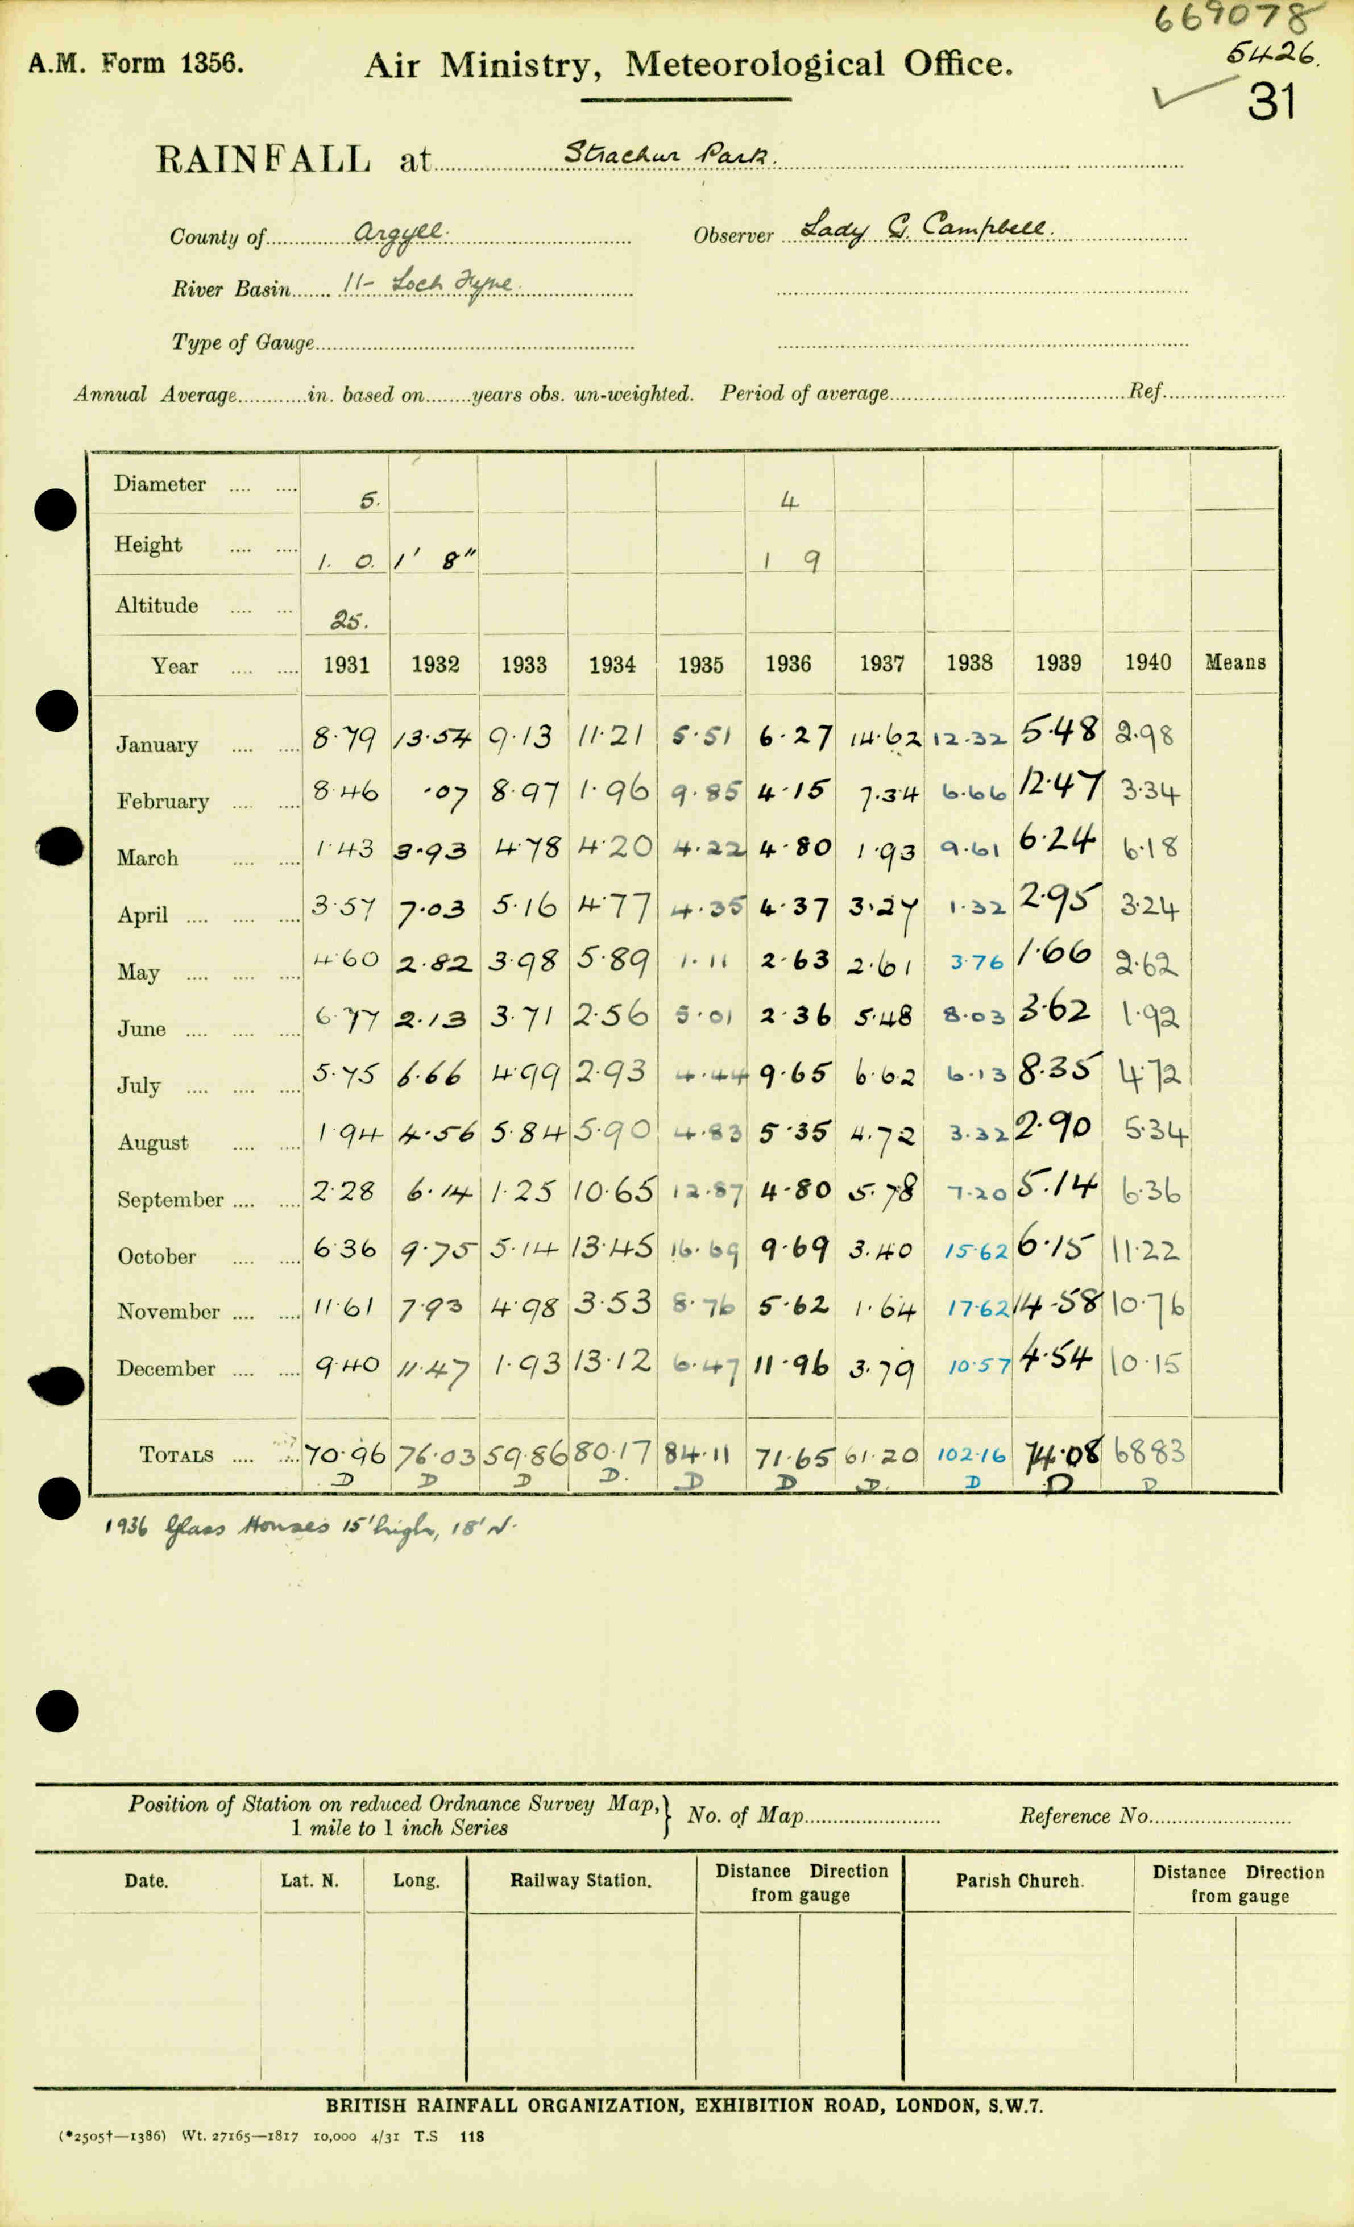 669078
A.M. Form 1356. Air Ministry, Meteorological Office. 5426.
31
RAINFALL at Strachur Park.
County of Argyll. Observer Lady G. Campbell.
River Basin 11- Loch Fyne.
Type of Gauge
Annual Average in. based on years obs. un-weighted. Period of average Ref.
Diameter 5. 4
Height 1. 0. 1' 8" 1 9
Altitude 25.
Year 1931 1932 1933 1934 1935 1936 1937 1938 1939 1940 Means
January 8.79 13.54 9.13 11.21 5.51 6.27 14.62 12.32 5.48 2.98
February 8.46 .07 8.97 1.96 9.85 4.15 7.34 6.66 12.47 3.34
March 1.43 3.93 4.78 4.20 4.22 4.80 1.93 9.61 6.24 6.18
April 3.57 7.03 5.16 4.77 4.35 4.37 3.27 1.32 2.95 3.24
May 4.60 2.82 3.98 5.89 1.11 2.63 2.61 3.76 1.66 2.62
June 6.77 2.13 3.71 2.56 5.01 2.36 5.48 8.03 3.62 1.92
July 5.75 6.66 4.99 2.93 4.44 9.65 6.62 6.13 8.35 4.72
August 1.94 4.56 5.84 5.90 4.83 5.35 4.72 3.32 2.90 5.34
September 2.28 6.14 1.25 10.65 12.87 4.80 5.78 7.20 5.14 6.36
October 6.36 9.75 5.14 13.45 16.69 9.69 3.40 15.62 6.15 11.22
November 11.61 7.93 4.98 3.53 8.76 5.62 1.64 17.62 14.58 10.76
December 9.40 11.47 1.93 13.12 6.47 11.96 3.79 10.57 4.54 10.15
TOTALS 70.96 76.03 59.86 80.17 84.11 71.65 61.20 102.16 74.08 68.83
D D D D. D D D. D D D
1936 Glass Houses 15' high, 18' N.
Position of Station on reduced Ordnance Survey Map,} No. of Map Reference No.
1 mile to 1 inch Series
Date. Lat. N. Long. Railway Station. Distance Direction from gauge Parish Church. Distance Direction from gauge
BRITISH RAINFALL ORGANIZATION, EXHIBITION ROAD, LONDON, S.W.7.
(*2505†—1386) Wt. 27165—1817 10,000 4/31 T.S 118